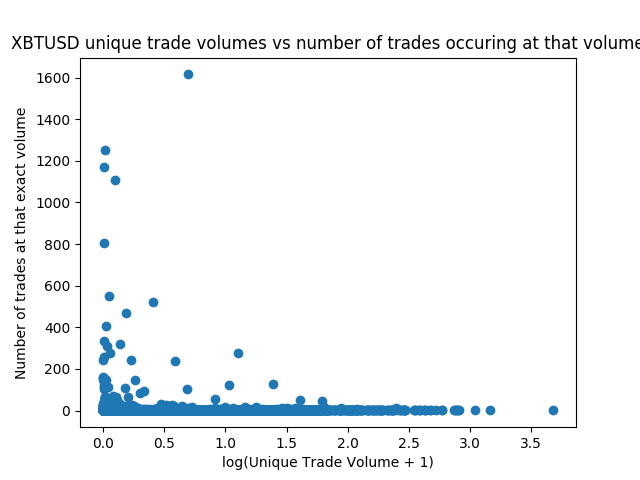 XBTUSD unique trade volumes vs number of trades occuring at that volume
Number of trades at that exact volume
1600
1400
1200
1000
800
600
400
200
0
0.0 0.5 1.0 1.5 2.0 2.5 3.0 3.5
log(Unique Trade Volume + 1)